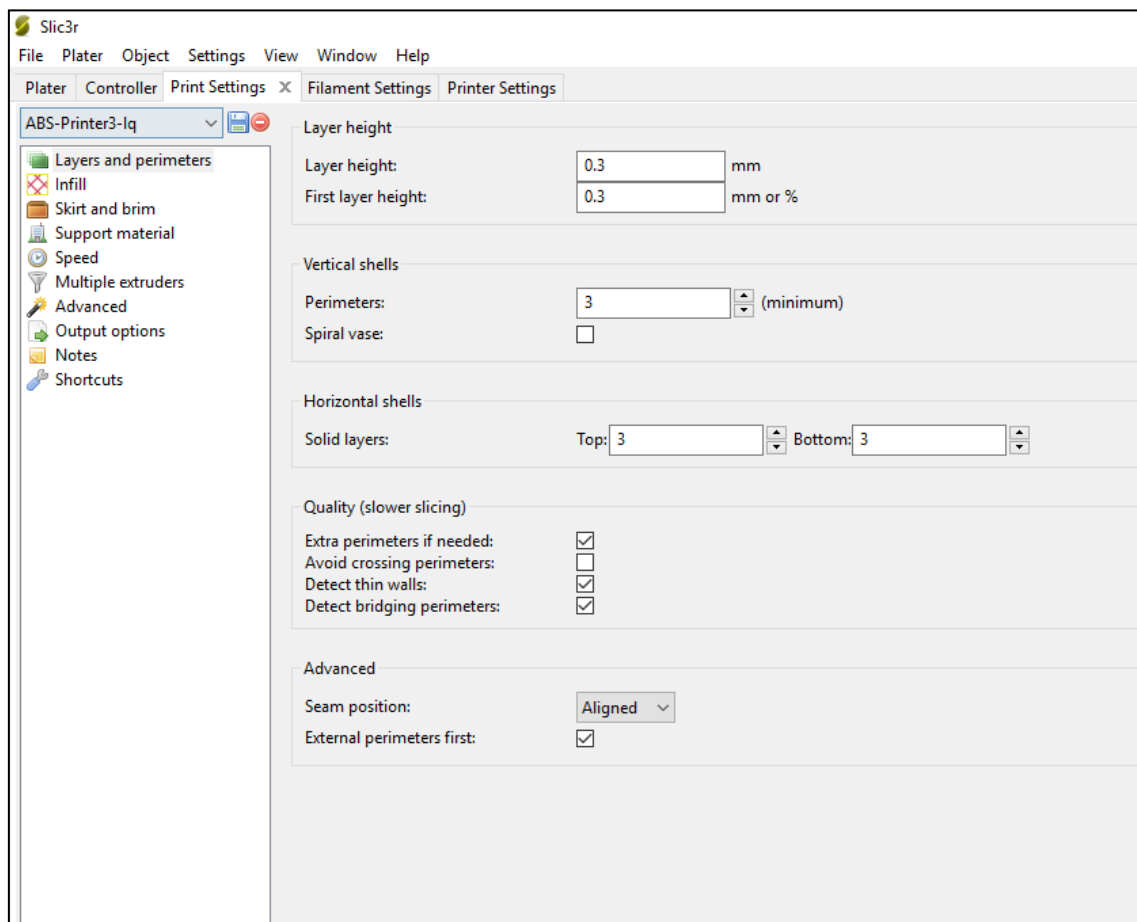 Slic3r
File Plater Object Settings View Window Help
Plater Controller Print Settings Filament Settings Printer Settings
ABS-Printer3-lq
Layers and perimeters
Infill
Skirt and brim
Support material
Speed
Multiple extruders
Advanced
Output options
Notes
Shortcuts
Layer height
Layer height: 0.3 mm
First layer height: 0.3 mm or %
Vertical shells
Perimeters: 3 (minimum)
Spiral vase:
Horizontal shells
Solid layers: Top: 3 Bottom: 3
Quality (slower slicing)
Extra perimeters if needed:
Avoid crossing perimeters:
Detect thin walls:
Detect bridging perimeters:
Advanced
Seam position: Aligned
External perimeters first: